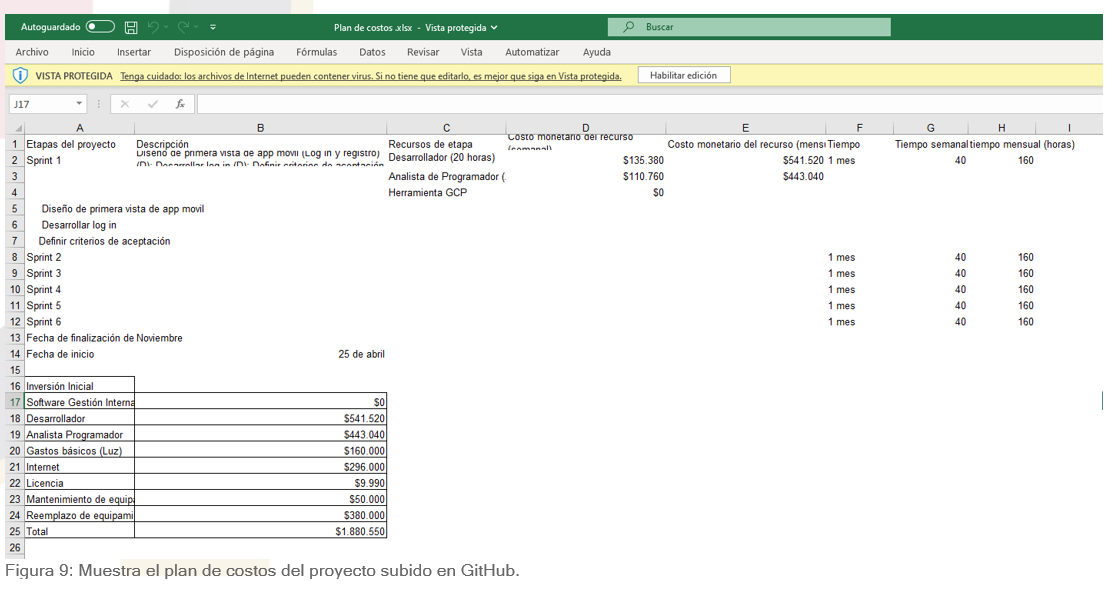 Autoguardado
Plan de costos .xlsx - Vista protegida
Buscar
Archivo Inicio Insertar Disposición de página Fórmulas Datos Revisar Vista Automatizar Ayuda
VISTA PROTEGIDA Tenga cuidado: los archivos de Internet pueden contener virus. Si no tiene que editarlo, es mejor que siga en Vista protegida. Habilitar edición
J17 fx
A B C D E F G H I
1 Etapas del proyecto Descripción Recursos de etapa Costo monetario del recurso (semanal) Costo monetario del recurso (mensu Tiempo Tiempo semanal tiempo mensual (horas)
2 Sprint 1 Diseño de primera vista de app movil (Log in y registro) (D): Desarrollar log in (D): Definir criterios de aceptación Desarrollador (20 horas) $135.380 $541.520 1 mes 40 160
3 Analista de Programador ( $110.760 $443.040
4 Herramienta GCP $0
5 Diseño de primera vista de app movil
6 Desarrollar log in
7 Definir criterios de aceptación
8 Sprint 2 1 mes 40 160
9 Sprint 3 1 mes 40 160
10 Sprint 4 1 mes 40 160
11 Sprint 5 1 mes 40 160
12 Sprint 6 1 mes 40 160
13 Fecha de finalización de Noviembre
14 Fecha de inicio 25 de abril
15
16 Inversión Inicial
17 Software Gestión Interna $0
18 Desarrollador $541.520
19 Analista Programador $443.040
20 Gastos básicos (Luz) $160.000
21 Internet $296.000
22 Licencia $9.990
23 Mantenimiento de equipa $50.000
24 Reemplazo de equipami $380.000
25 Total $1.880.550
26
Figura 9: Muestra el plan de costos del proyecto subido en GitHub.